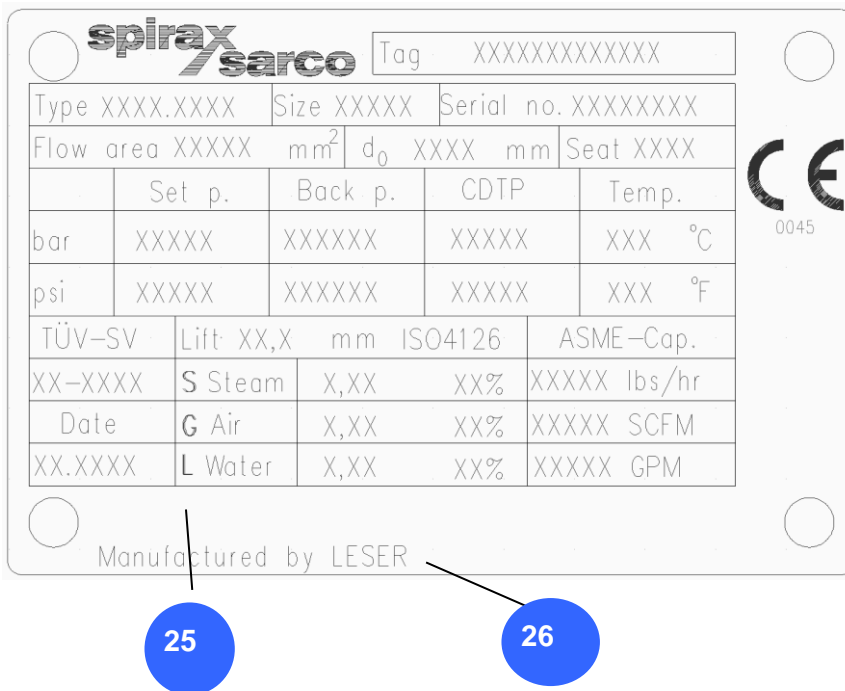 spirax sarco
Tag XXXXXXXXXXXXX
Type XXXX.XXXX Size XXXXX Serial no. XXXXXXXX
Flow area XXXXX mm² d₀ XXXX mm Seat XXXX
CE
0045
Set p. Back p. CDTP Temp.
bar XXXXX XXXXXX XXXXX XXX °C
psi XXXXX XXXXXX XXXXX XXX °F
TÜV-SV Lift XX,X mm ISO4126 ASME-Cap.
XX-XXXX S Steam X,XX XX% XXXXX lbs/hr
Date G Air X,XX XX% XXXXX SCFM
XX.XXXX L Water X,XX XX% XXXXX GPM
Manufactured by LESER
25 26